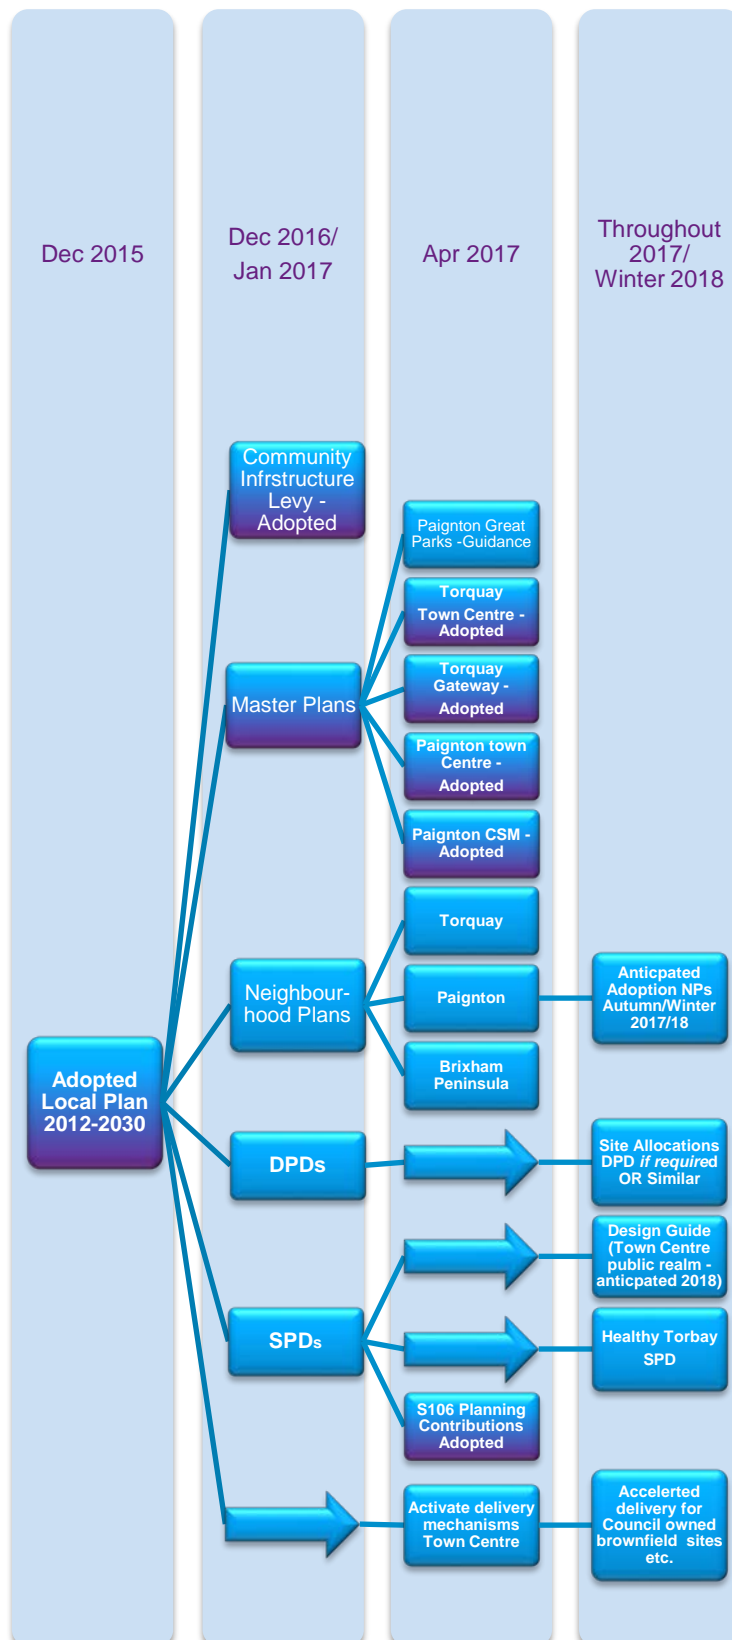 Dec 2015
Dec 2016/
Jan 2017
Apr 2017
Throughout
2017/
Winter 2018
Community
Infrstructure
Levy -
Adopted
Paignton Great
Parks -Guidance
Torquay
Town Centre -
Adopted
Torquay
Gateway -
Adopted
Master Plans
Paignton town
Centre -
Adopted
Paignton CSM -
Adopted
Torquay
Neighbour-
hood Plans
Paignton
Anticpated
Adoption NPs
Autumn/Winter
2017/18
Brixham
Peninsula
Adopted
Local Plan
2012-2030
DPDs
Site Allocations
DPD if required
OR Similar
Design Guide
(Town Centre
public realm -
anticpated 2018)
SPDs
Healthy Torbay
SPD
S106 Planning
Contributions
Adopted
Activate delivery
mechanisms
Town Centre
Accelerted
delivery for
Council owned
brownfield sites
etc.